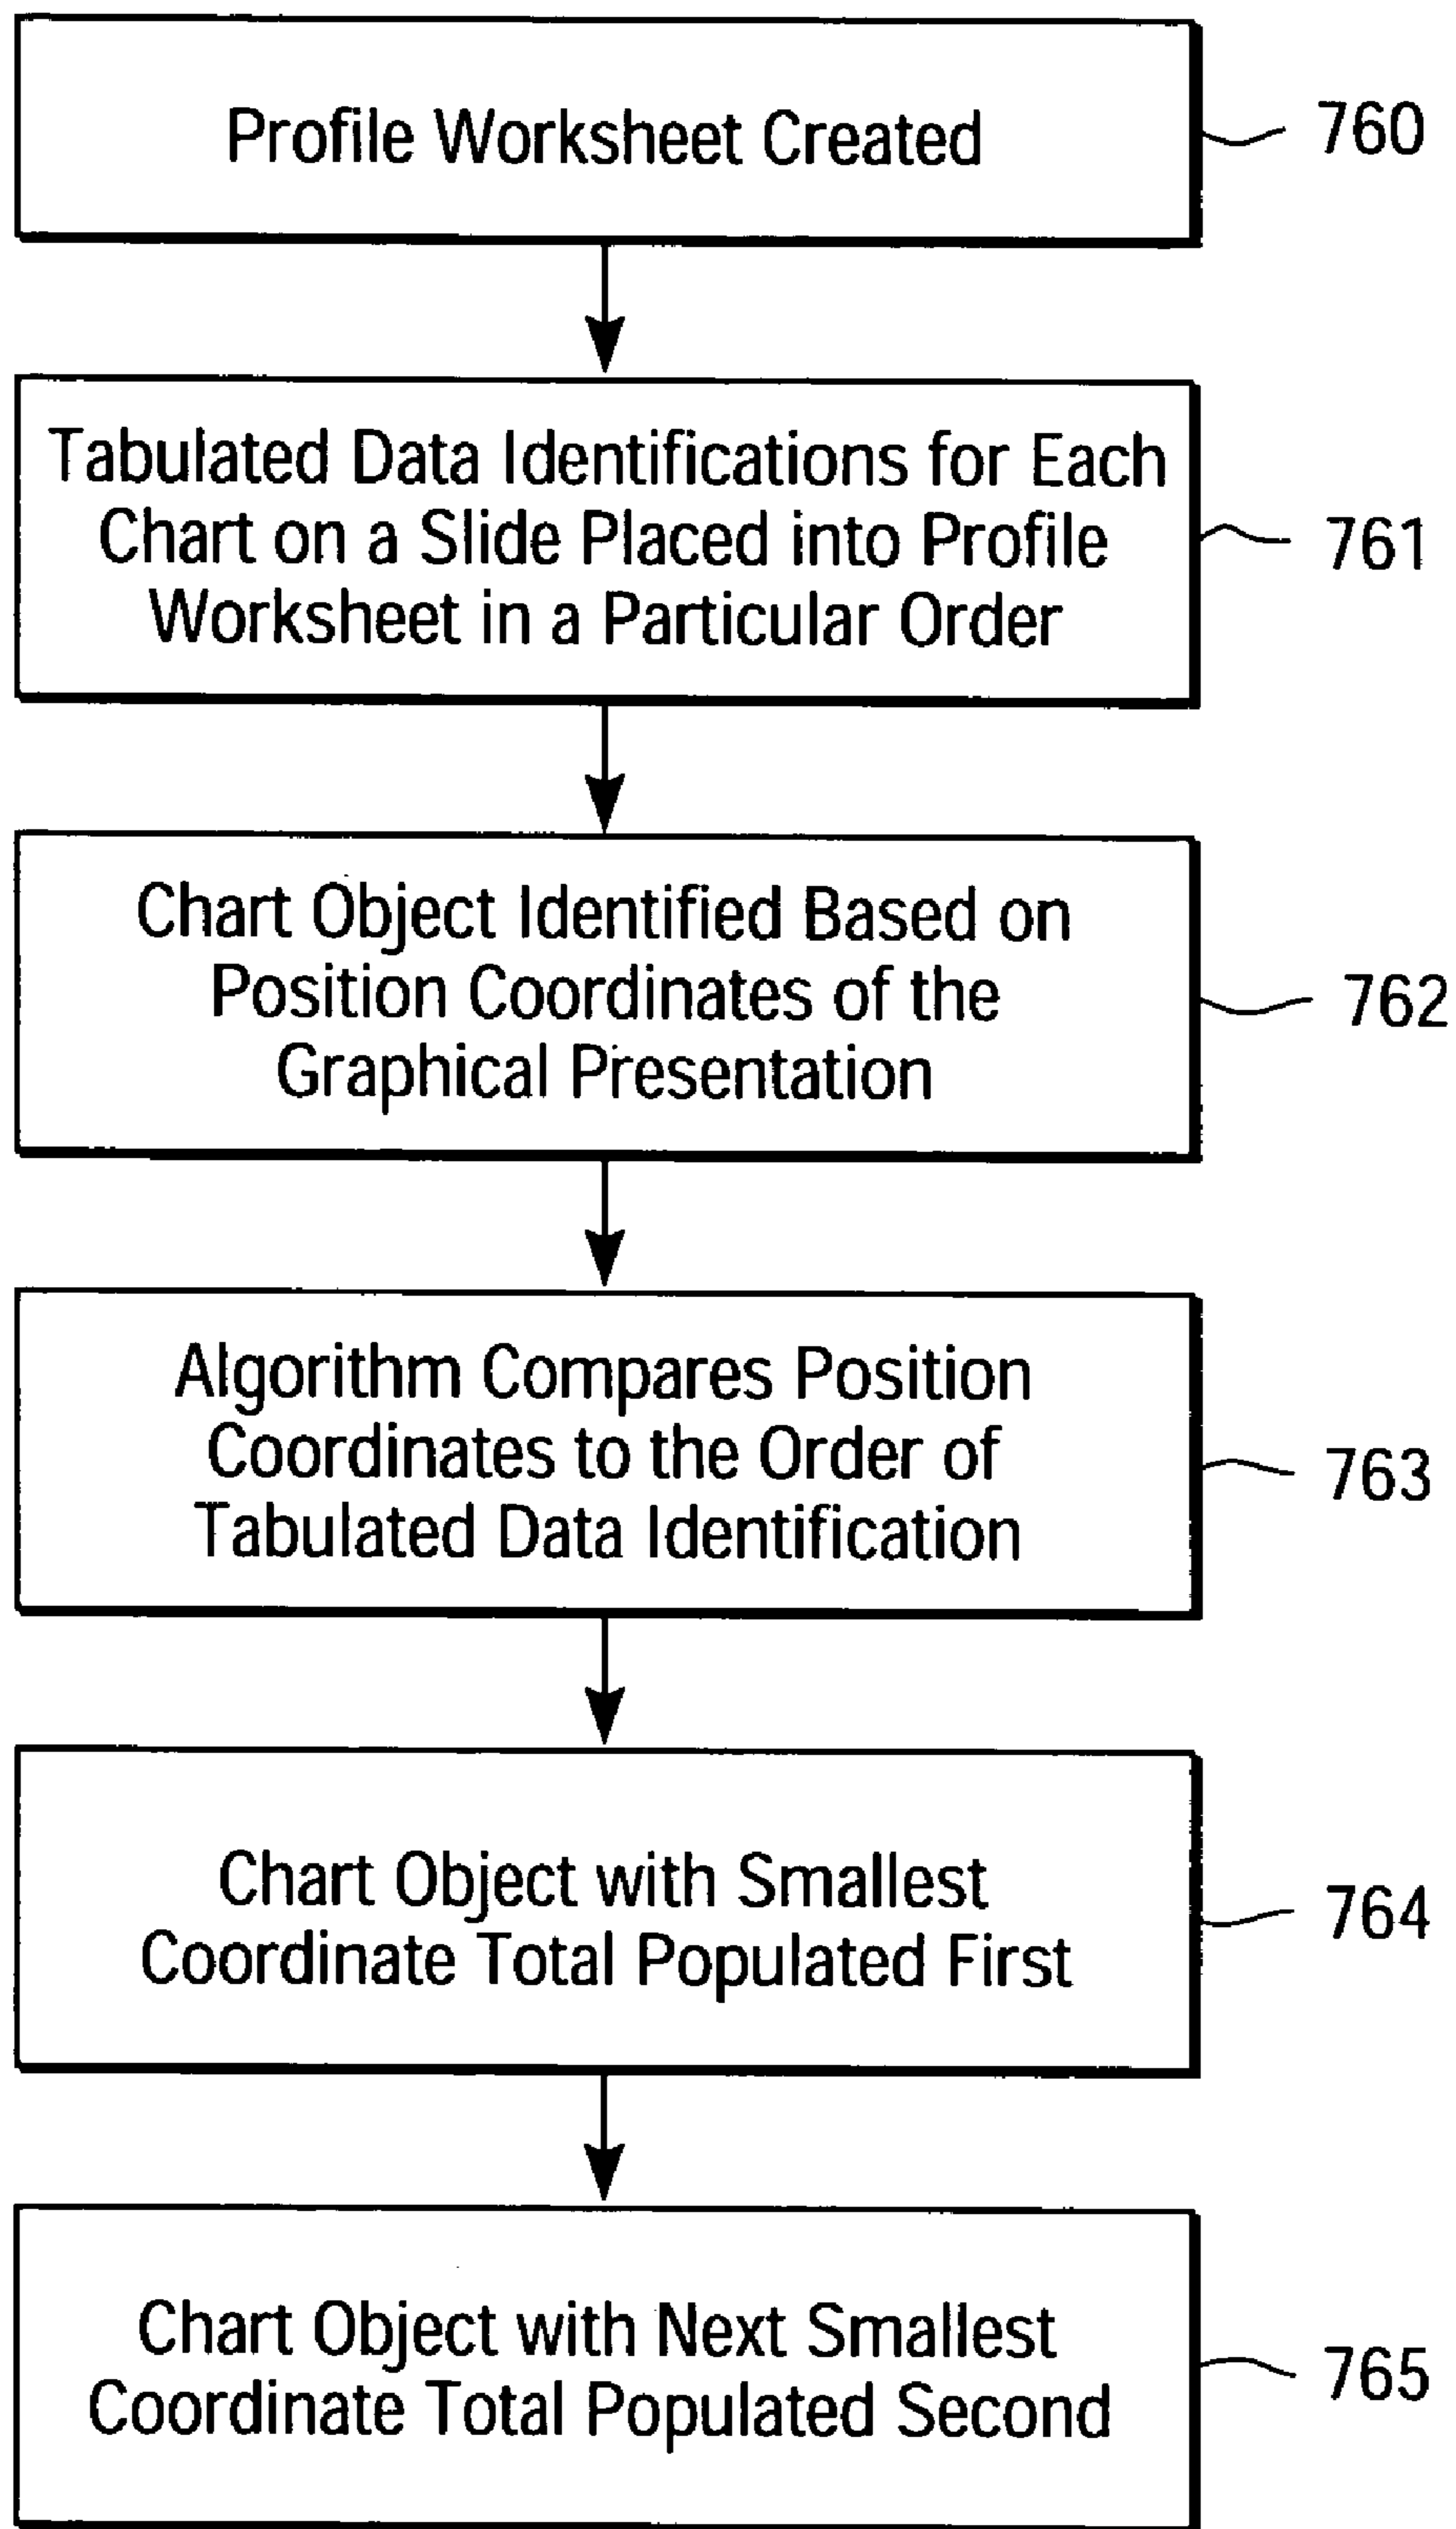 Profile Worksheet Created
760
Tabulated Data Identifications for Each
Chart on a Slide Placed into Profile
Worksheet in a Particular Order
761
Chart Object Identified Based on
Position Coordinates of the
Graphical Presentation
762
Algorithm Compares Position
Coordinates to the Order of
Tabulated Data Identification
763
Chart Object with Smallest
Coordinate Total Populated First
764
Chart Object with Next Smallest
Coordinate Total Populated Second
765